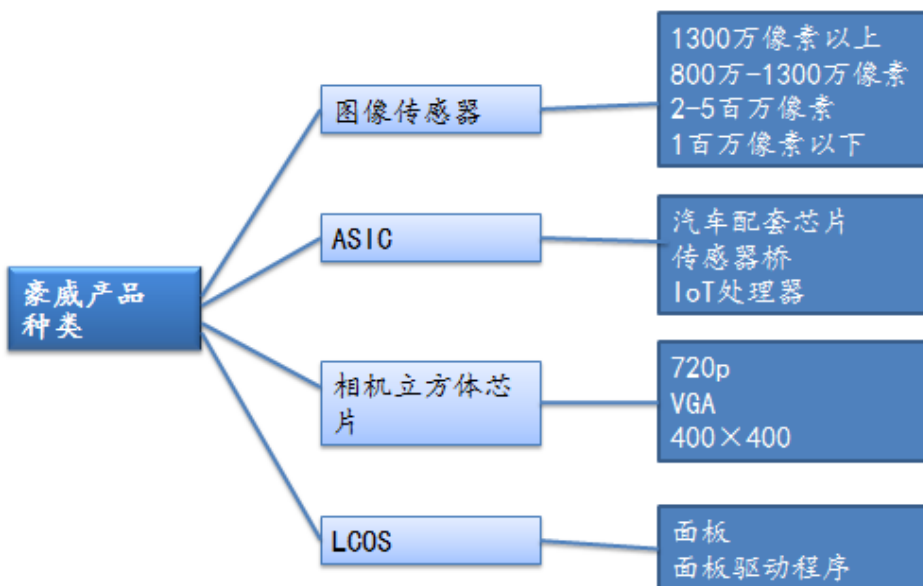 豪威产品
种类
图像传感器
1300万像素以上
800万-1300万像素
2-5百万像素
1百万像素以下
ASIC
汽车配套芯片
传感器桥
IoT处理器
相机立方体芯
片
720p
VGA
400×400
LCOS
面板
面板驱动程序